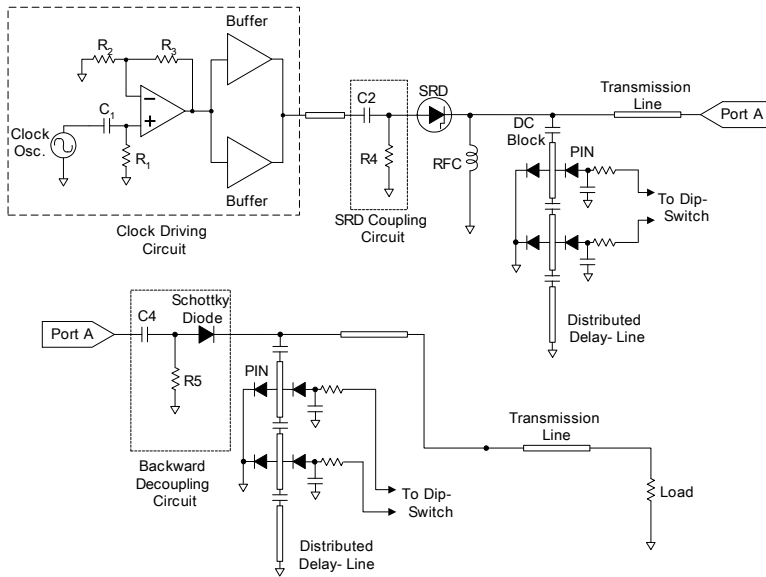 Buffer
R2
R3
C1
Clock
Osc.
R1
−
+
Buffer
Clock Driving
Circuit
C2
R4
SRD Coupling
Circuit
SRD
RFC
DC
Block
PIN
Transmission
Line
Port A
To Dip-
Switch
Distributed
Delay- Line
Port A
C4
Schottky
Diode
R5
Backward
Decoupling
Circuit
PIN
To Dip-
Switch
Distributed
Delay- Line
Transmission
Line
Load